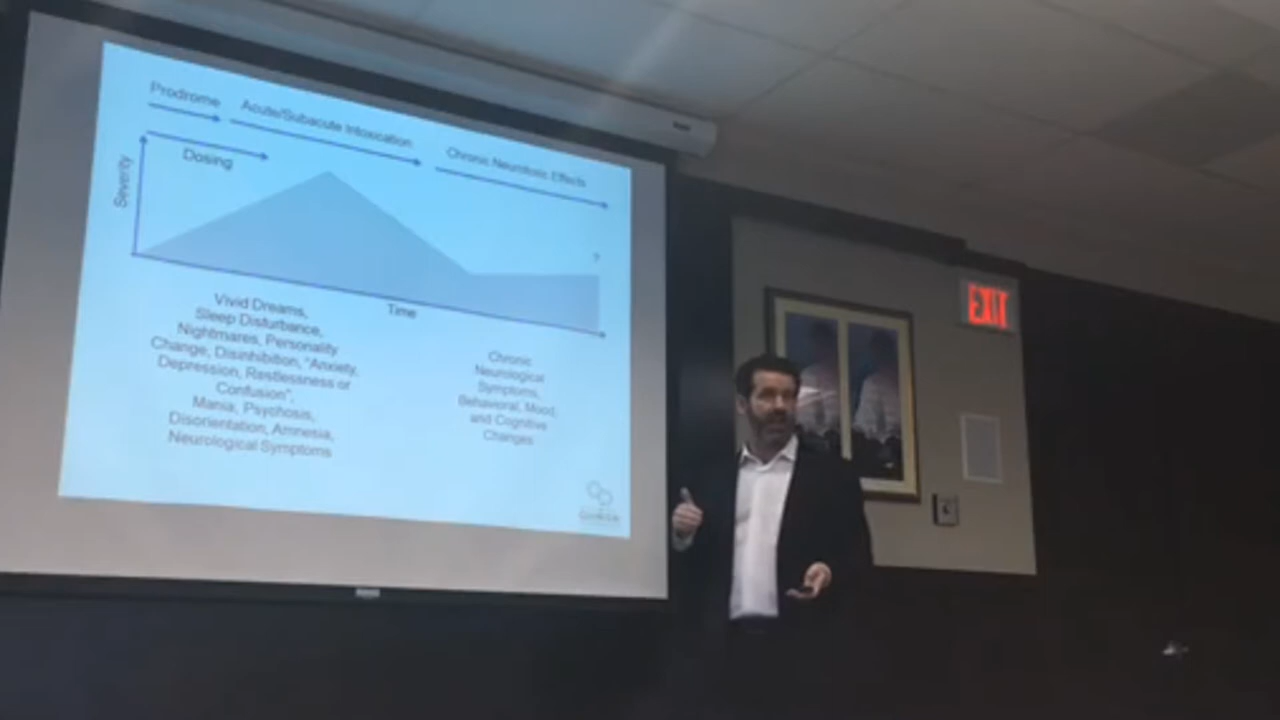 Prodrome
Acute/Subacute Intoxication
Chronic Neurotoxic Effects
Dosing
Severity
?
Time
Vivid Dreams,
Sleep Disturbance,
Nightmares, Personality
Change, Disinhibition, "Anxiety,
Depression, Restlessness or
Confusion",
Mania, Psychosis,
Disorientation, Amnesia,
Neurological Symptoms
Chronic
Neurological
Symptoms,
Behavioral, Mood,
and Cognitive
Changes
EXIT